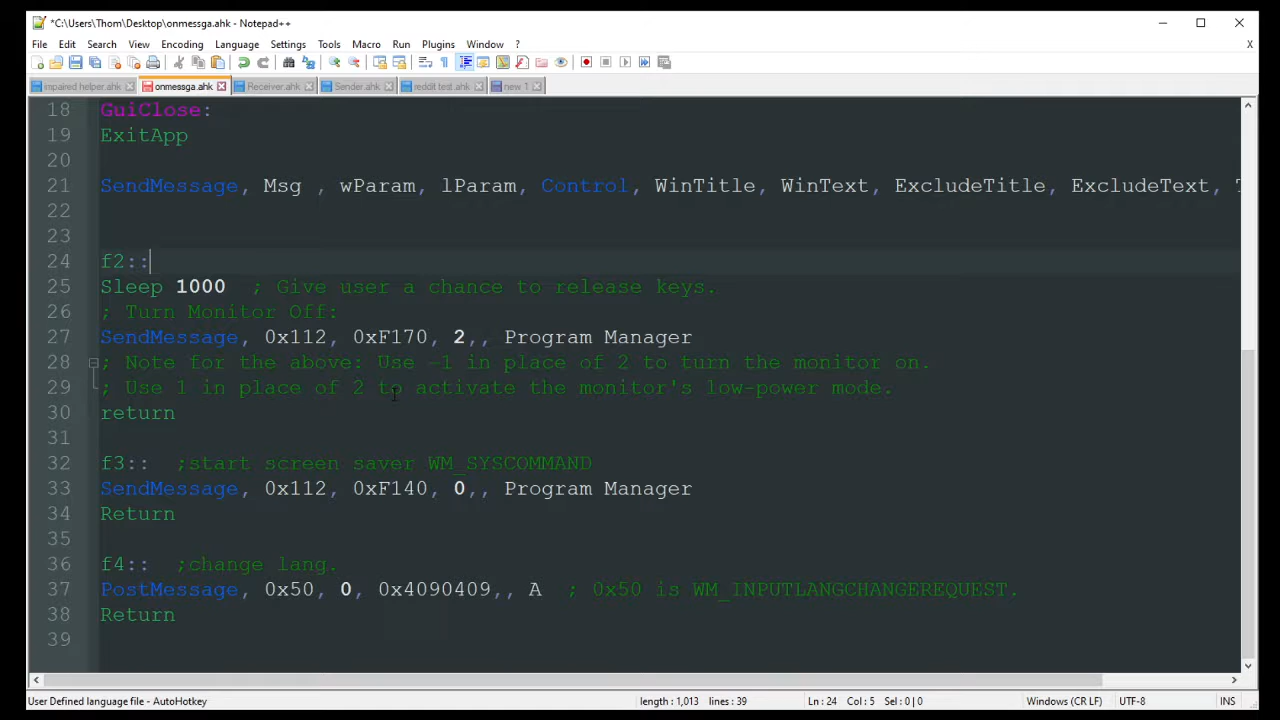 *C:\Users\Thom\Desktop\onmessga.ahk - Notepad++
File Edit Search View Encoding Language Settings Tools Macro Run Plugins Window ? X
impaired helper.ahk onmessga.ahk Receiver.ahk Sender.ahk reddit test.ahk new 1
18 GuiClose:
19 ExitApp
20
21 SendMessage, Msg , wParam, lParam, Control, WinTitle, WinText, ExcludeTitle, ExcludeText, T
22
23
24 f2::
25 Sleep 1000  ; Give user a chance to release keys.
26 ; Turn Monitor Off:
27 SendMessage, 0x112, 0xF170, 2,, Program Manager
28 ; Note for the above: Use -1 in place of 2 to turn the monitor on.
29 ; Use 1 in place of 2 to activate the monitor's low-power mode.
30 return
31
32 f3::  ;start screen saver WM_SYSCOMMAND
33 SendMessage, 0x112, 0xF140, 0,, Program Manager
34 Return
35
36 f4::  ;change lang.
37 PostMessage, 0x50, 0, 0x4090409,, A  ; 0x50 is WM_INPUTLANGCHANGEREQUEST.
38 Return
39
User Defined language file - AutoHotkey length : 1,013 lines : 39 Ln : 24 Col : 5 Sel : 0 | 0 Windows (CR LF) UTF-8 INS